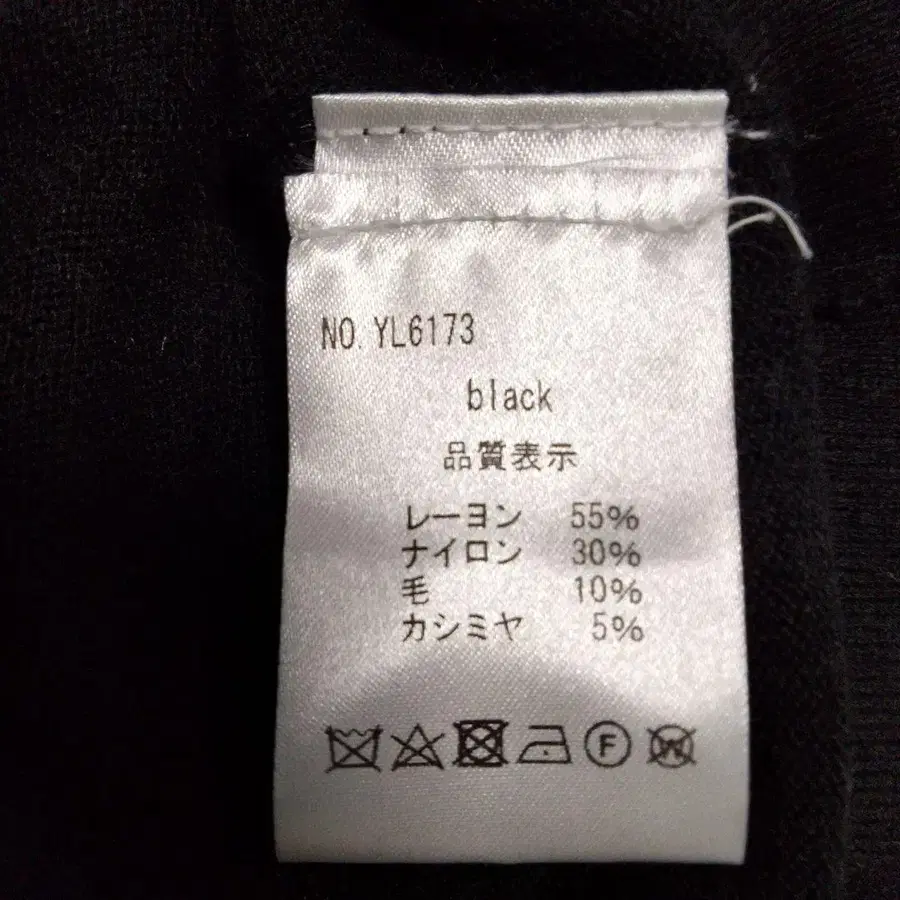 NO. YL6173
black
品質表示
レーヨン 55%
ナイロン 30%
毛 10%
カシミヤ 5%
F W